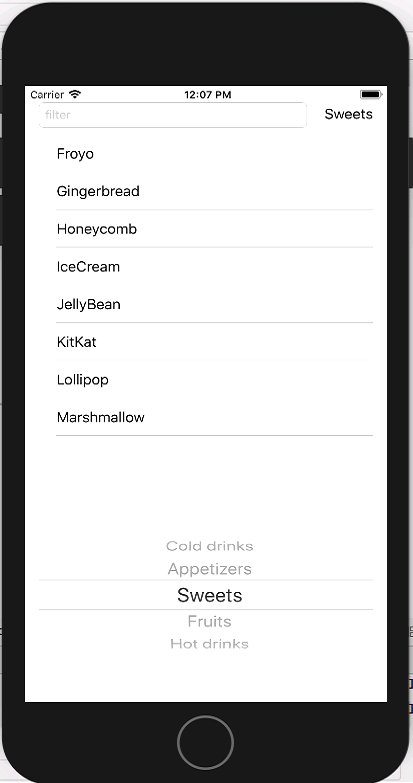 Carrier 12:07 PM
filter Sweets
Froyo
Gingerbread
Honeycomb
IceCream
JellyBean
KitKat
Lollipop
Marshmallow
Cold drinks
Appetizers
Sweets
Fruits
Hot drinks